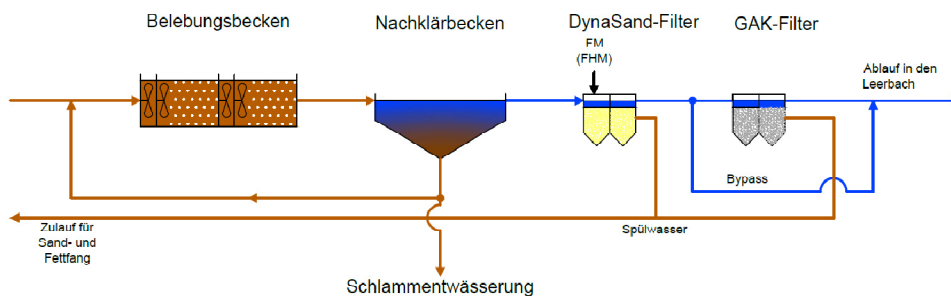 Belebungsbecken
Nachklärbecken
DynaSand-Filter
GAK-Filter
FM
(FHM)
Ablauf in den
Leerbach
Bypass
Zulauf für
Sand- und
Fettfang
Spülwasser
Schlammentwässerung